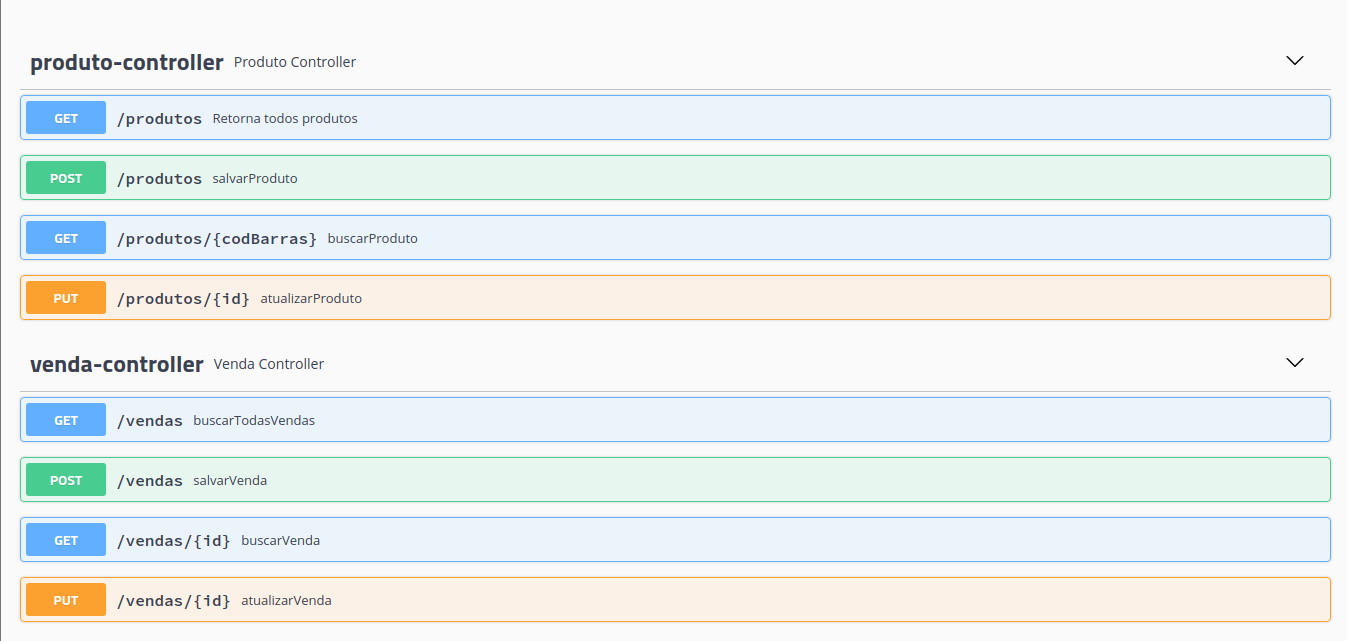 produto-controller Produto Controller
GET /produtos Retorna todos produtos
POST /produtos salvarProduto
GET /produtos/{codBarras} buscarProduto
PUT /produtos/{id} atualizarProduto
venda-controller Venda Controller
GET /vendas buscarTodasVendas
POST /vendas salvarVenda
GET /vendas/{id} buscarVenda
PUT /vendas/{id} atualizarVenda